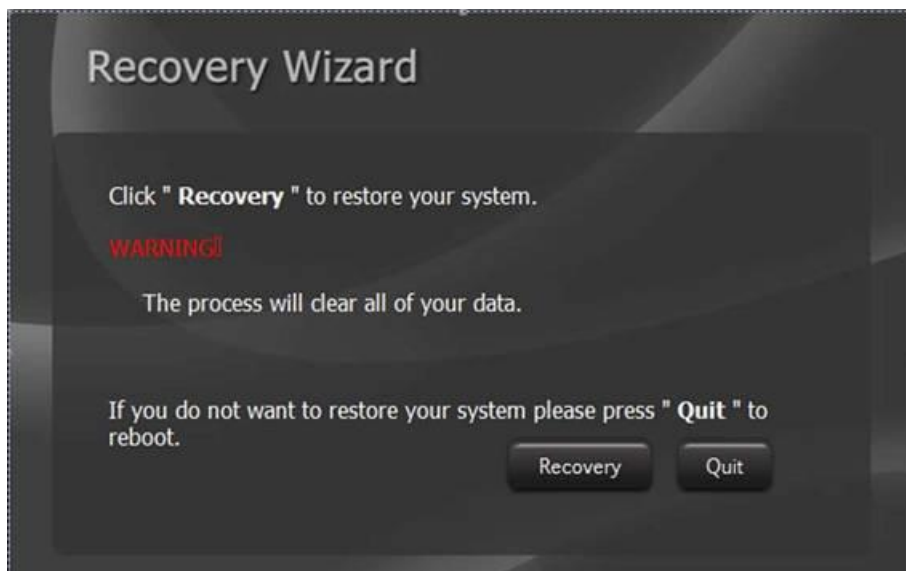 Recovery Wizard
Click " Recovery " to restore your system.
WARNING▯
The process will clear all of your data.
If you do not want to restore your system please press " Quit " to
reboot.
Recovery
Quit